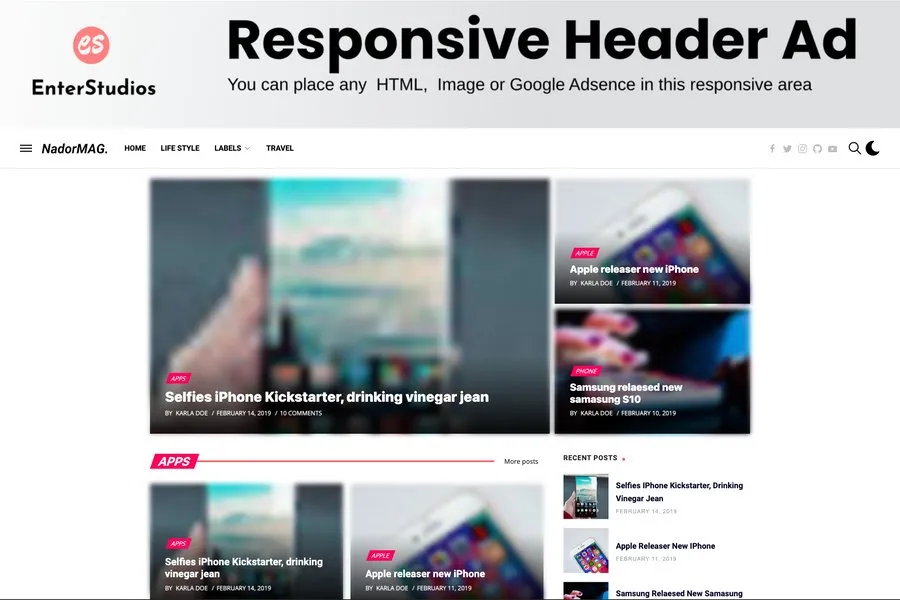 es
EnterStudios
Responsive Header Ad
You can place any HTML, Image or Google Adsence in this responsive area
NadorMAG. HOME LIFE STYLE LABELS TRAVEL
APPS
Selfies iPhone Kickstarter, drinking vinegar jean
BY KARLA DOE / FEBRUARY 14, 2019 / 10 COMMENTS
APPLE
Apple releaser new iPhone
BY KARLA DOE / FEBRUARY 11, 2019
PHONE
Samsung relaesed new
samasung S10
BY KARLA DOE / FEBRUARY 10, 2019
APPS More posts
APPS
Selfies iPhone Kickstarter, drinking
vinegar jean
BY KARLA DOE / FEBRUARY 14, 2019
APPLE
Apple releaser new iPhone
BY KARLA DOE / FEBRUARY 11, 2019
RECENT POSTS
Selfies IPhone Kickstarter, Drinking
Vinegar Jean
FEBRUARY 14, 2019
Apple Releaser New IPhone
FEBRUARY 11, 2019
Samsung Relaesed New Samasung